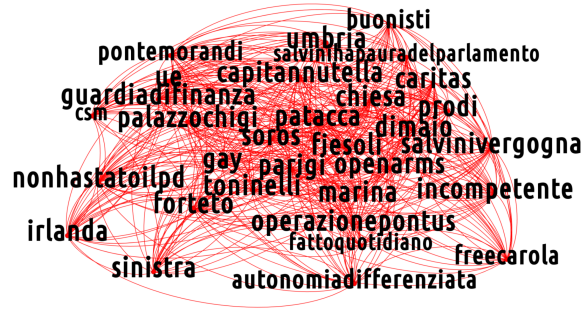 buonisti
umbria
pontemorandi
salvinihapauradelparlamento
ue
capitannutella
caritas
guardiadifinanza
chiesa
prodi
csm
palazzochigi
patacca
dimaio
soros
fiesoli
salvinivergogna
gay
parigi
openarms
nonhastatoilpd
toninelli
marina
incompetente
forteto
irlanda
operazionepontus
fattoquotidiano
sinistra
freecarola
autonomiadifferenziata